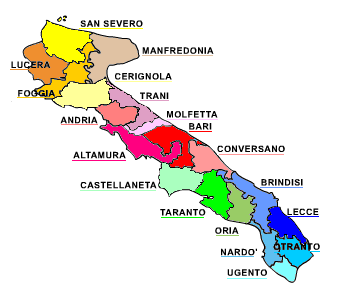 SAN SEVERO
MANFREDONIA
LUCERA
CERIGNOLA
FOGGIA
TRANI
MOLFETTA
ANDRIA
BARI
ALTAMURA
CONVERSANO
CASTELLANETA
BRINDISI
TARANTO
LECCE
ORIA
OTRANTO
NARDO'
UGENTO